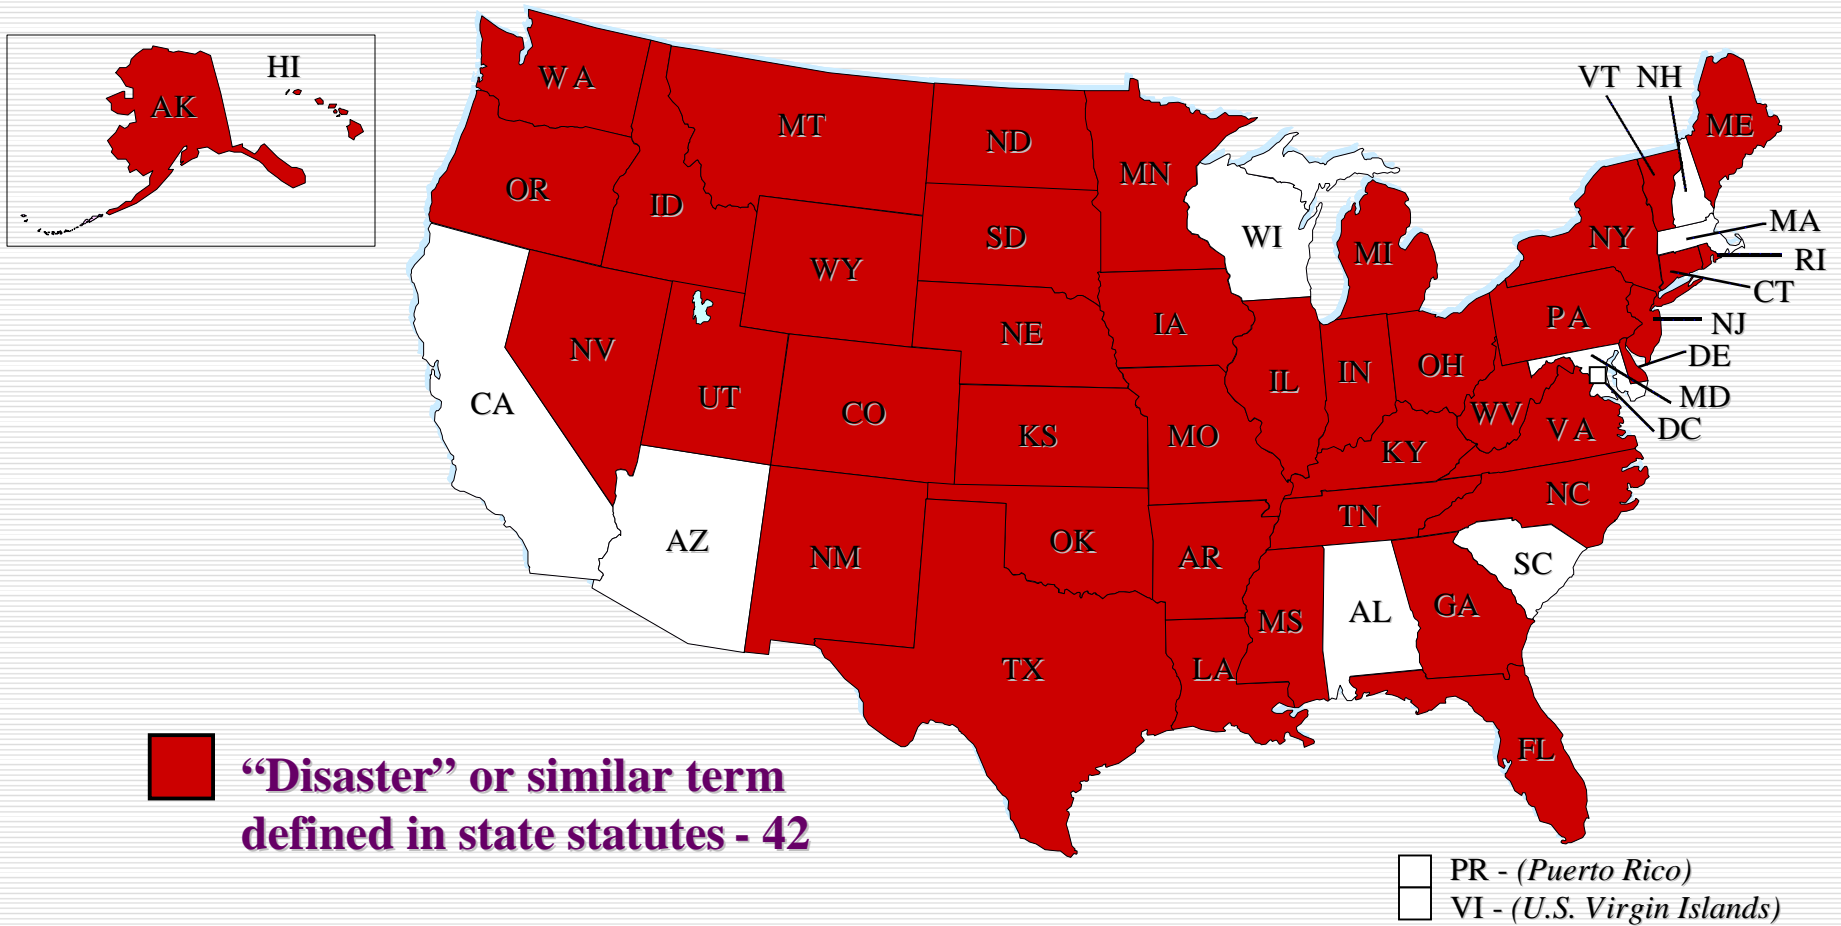 HI
AK
WA
MT
ND
MN
VT NH
ME
OR
ID
SD
WI
MI
NY
MA
RI
WY
CT
NE
IA
PA
NJ
NV
DE
UT
CO
IL
IN
OH
MD
CA
KS
MO
WV
VA
DC
KY
NC
AZ
NM
OK
AR
TN
SC
MS
AL
GA
TX
LA
FL
“Disaster” or similar term
defined in state statutes - 42
PR - (Puerto Rico)
VI - (U.S. Virgin Islands)